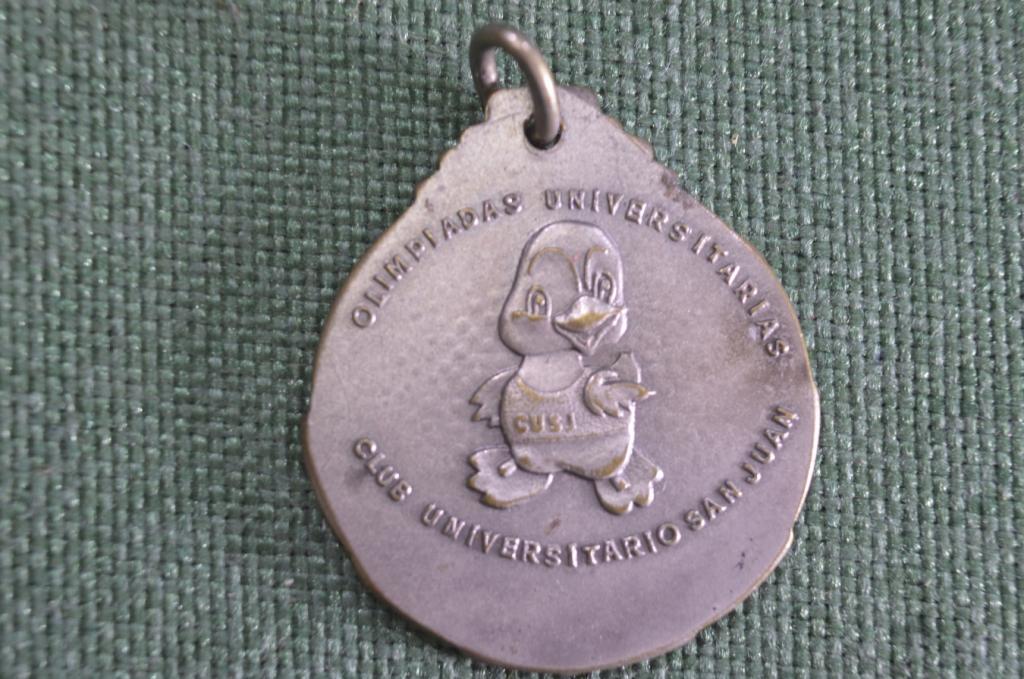 OLIMPIADAS UNIVERSITARIAS
CUSJ
CLUB UNIVERSITARIO SAN JUAN